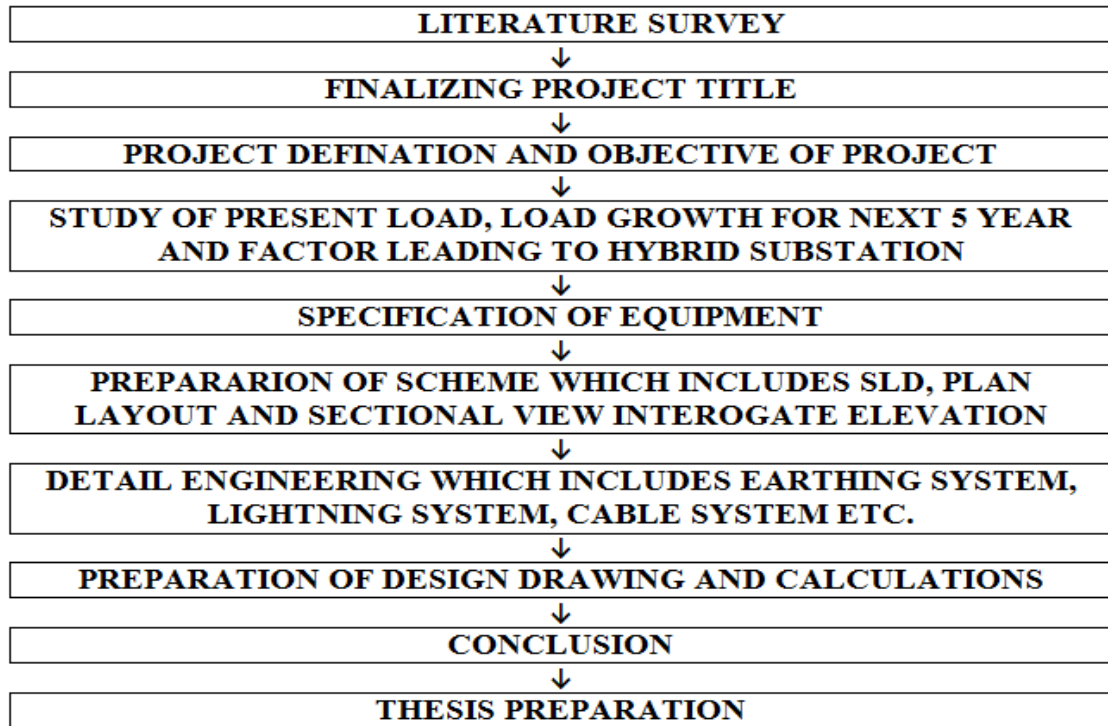 LITERATURE SURVEY
↓
FINALIZING PROJECT TITLE
↓
PROJECT DEFINATION AND OBJECTIVE OF PROJECT
↓
STUDY OF PRESENT LOAD, LOAD GROWTH FOR NEXT 5 YEAR
AND FACTOR LEADING TO HYBRID SUBSTATION
↓
SPECIFICATION OF EQUIPMENT
↓
PREPARARION OF SCHEME WHICH INCLUDES SLD, PLAN
LAYOUT AND SECTIONAL VIEW INTEROGATE ELEVATION
↓
DETAIL ENGINEERING WHICH INCLUDES EARTHING SYSTEM,
LIGHTNING SYSTEM, CABLE SYSTEM ETC.
↓
PREPARATION OF DESIGN DRAWING AND CALCULATIONS
↓
CONCLUSION
↓
THESIS PREPARATION